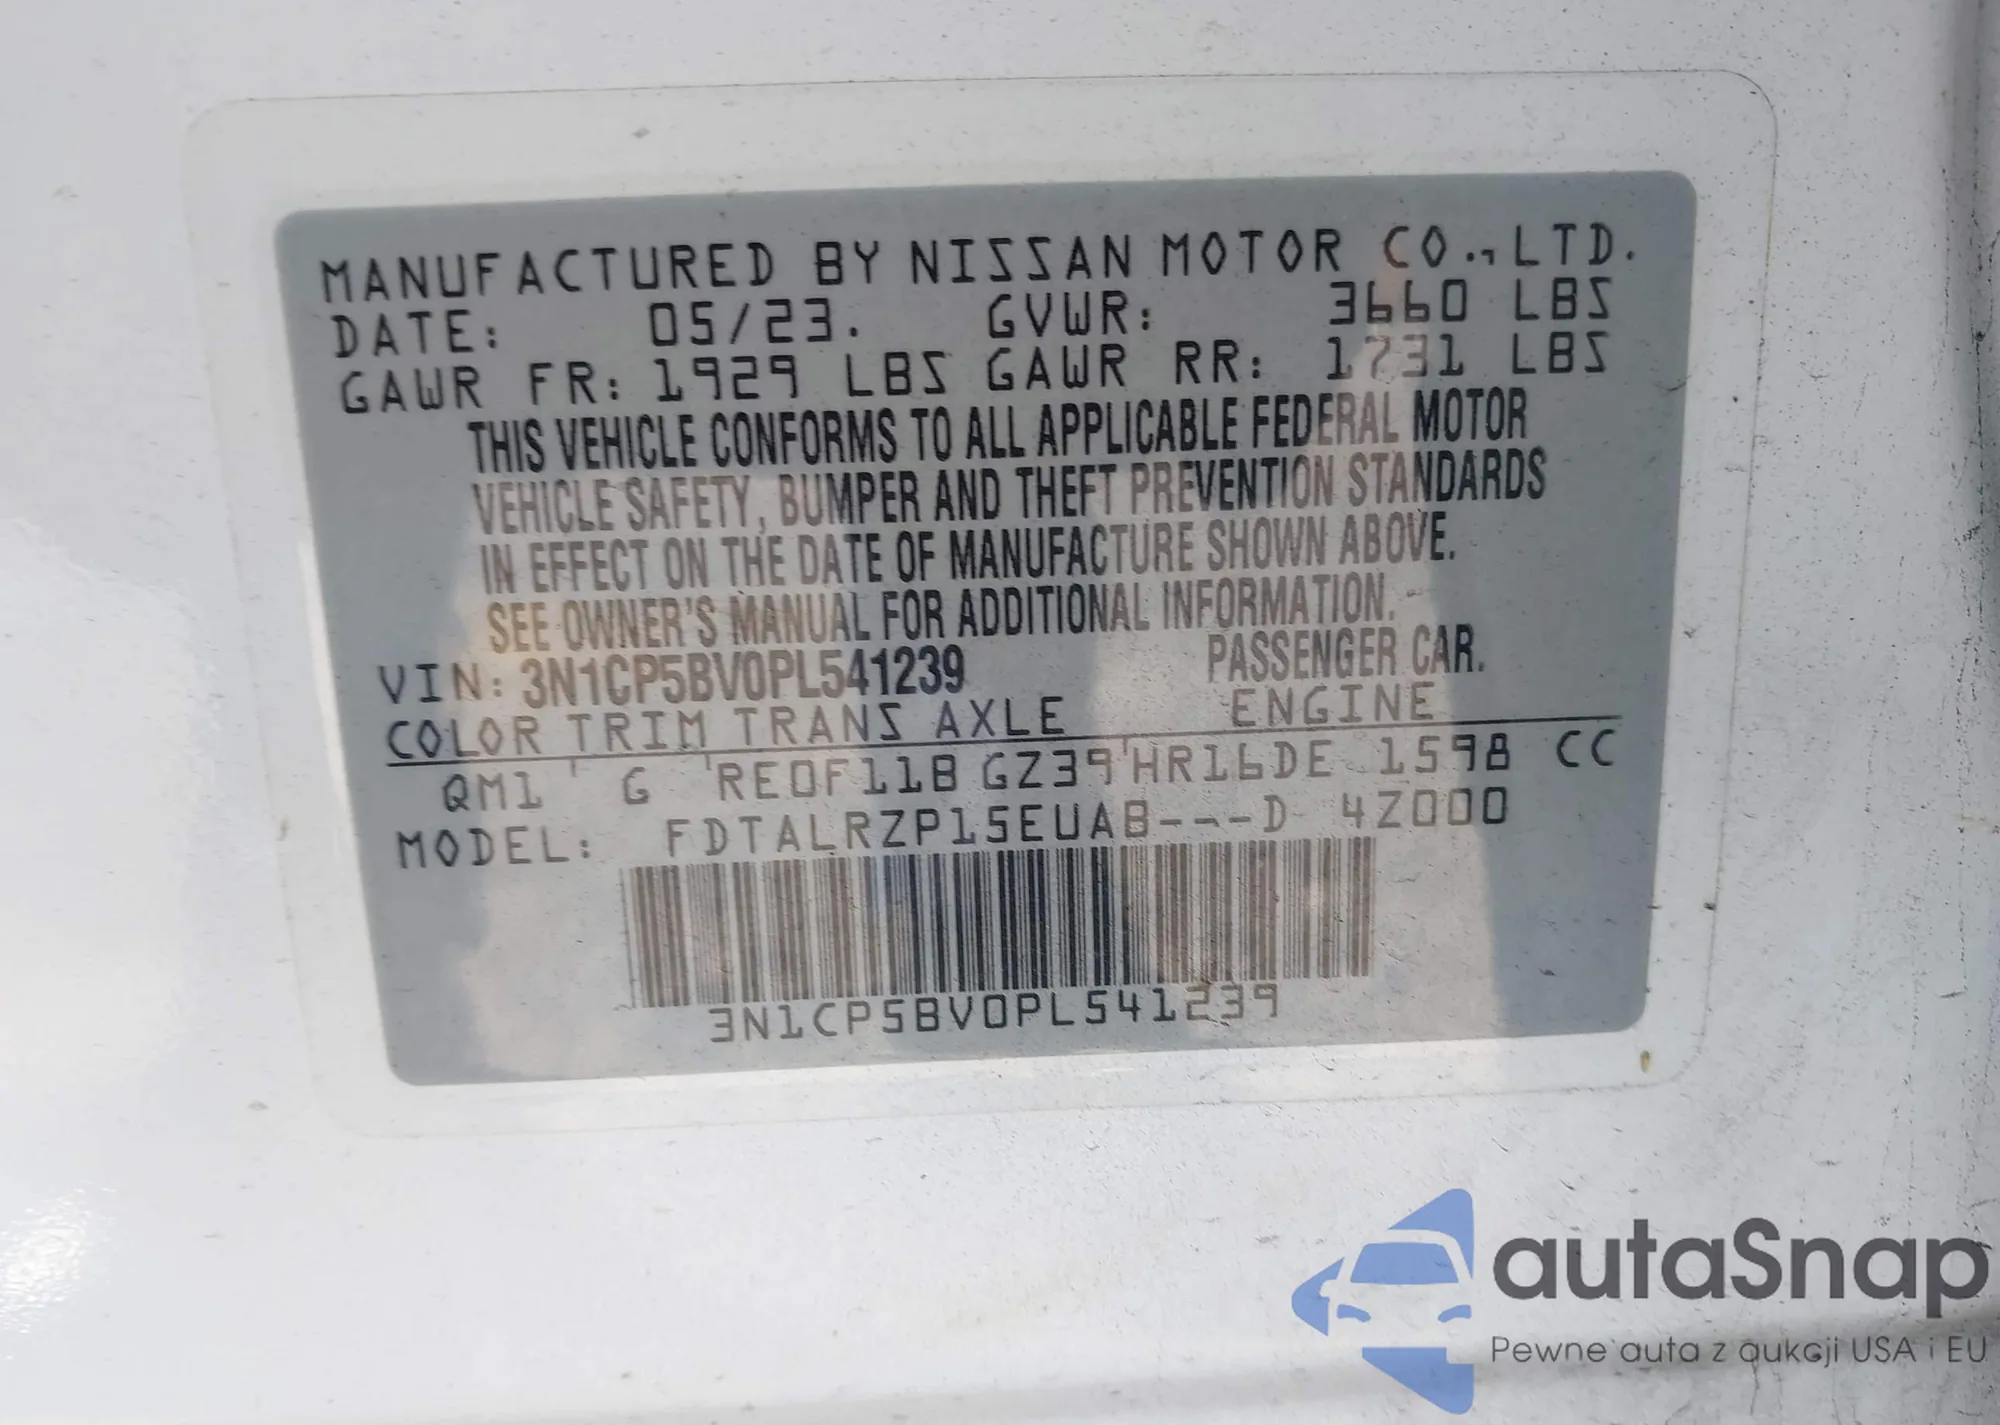 MANUFACTURED BY NISSAN MOTOR CO., LTD.
DATE: 05/23. GVWR: 3660 LBS
GAWR FR: 1929 LBS GAWR RR: 1731 LBS
THIS VEHICLE CONFORMS TO ALL APPLICABLE FEDERAL MOTOR
VEHICLE SAFETY, BUMPER AND THEFT PREVENTION STANDARDS
IN EFFECT ON THE DATE OF MANUFACTURE SHOWN ABOVE.
SEE OWNER'S MANUAL FOR ADDITIONAL INFORMATION.
VIN: 3N1CP5BV0PL541239 PASSENGER CAR.
COLOR TRIM TRANS AXLE ENGINE
QM1 ' G 'RE0F11B GZ39'HR16DE 1598 CC
MODEL: FDTALRZP15EUAB---D 4Z000
3N1CP5BV0PL541239
autaSnap
Pewne auta z aukcji USA i EU